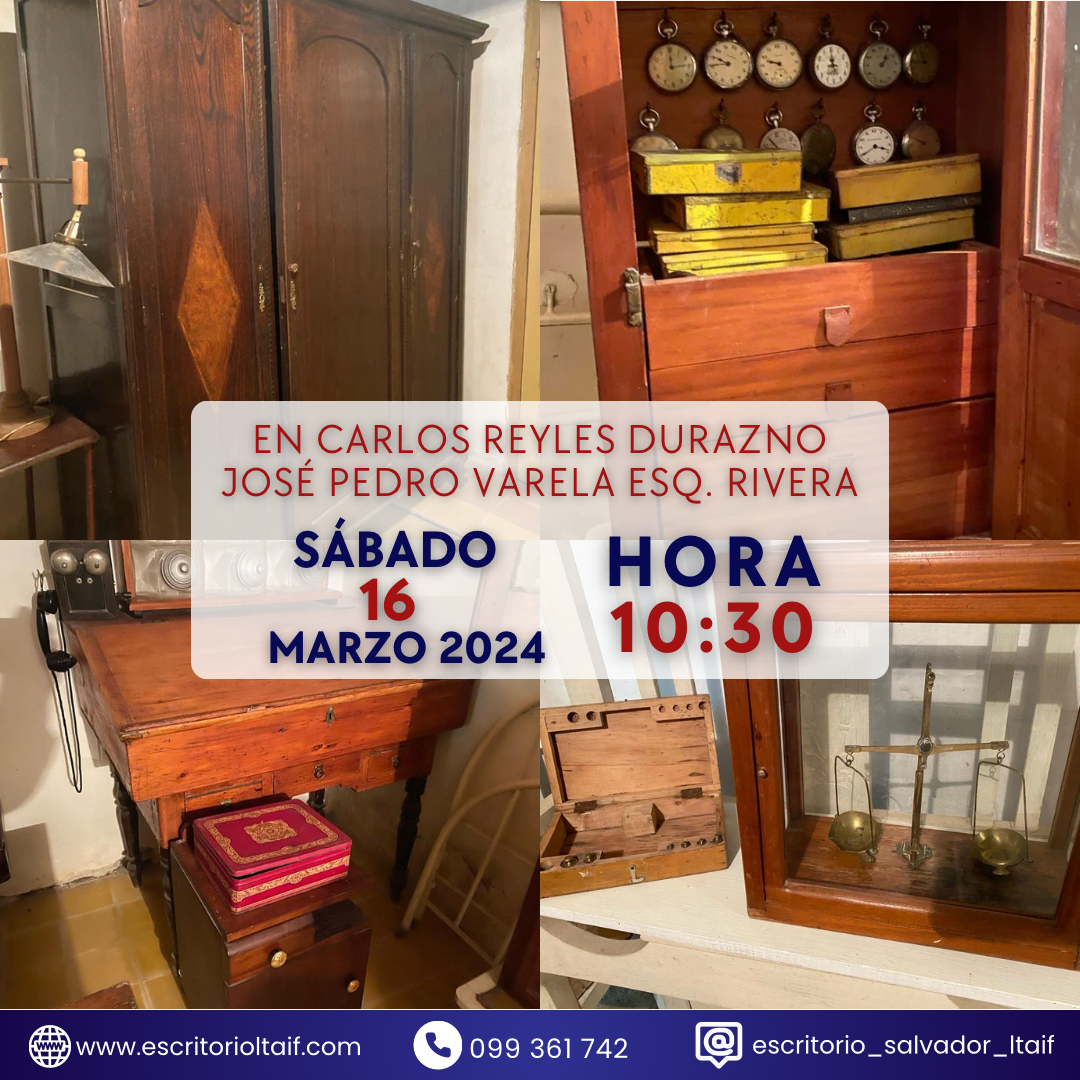 EN CARLOS REYLES DURAZNO
JOSÉ PEDRO VARELA ESQ. RIVERA
SÁBADO
16
MARZO 2024
HORA
10:30
www.escritorioltaif.com
099 361 742
escritorio_salvador_ltaif